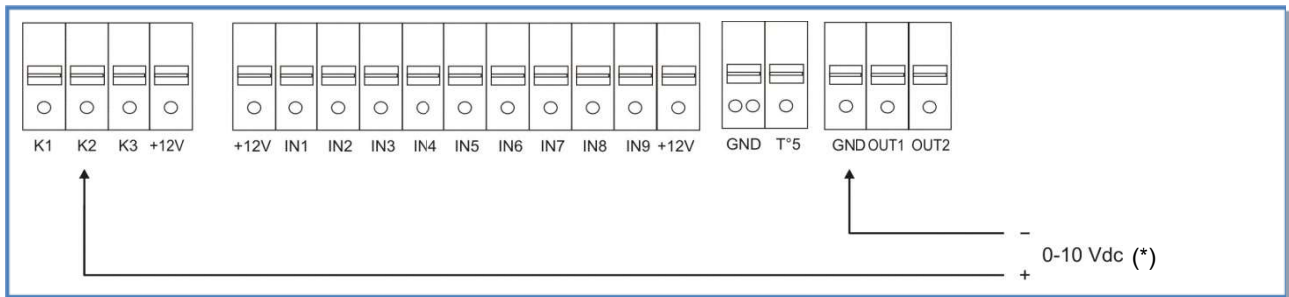 K1 K2 K3 +12V +12V IN1 IN2 IN3 IN4 IN5 IN6 IN7 IN8 IN9 +12V GND T°5 GND OUT1 OUT2
–
0-10 Vdc (*)
+